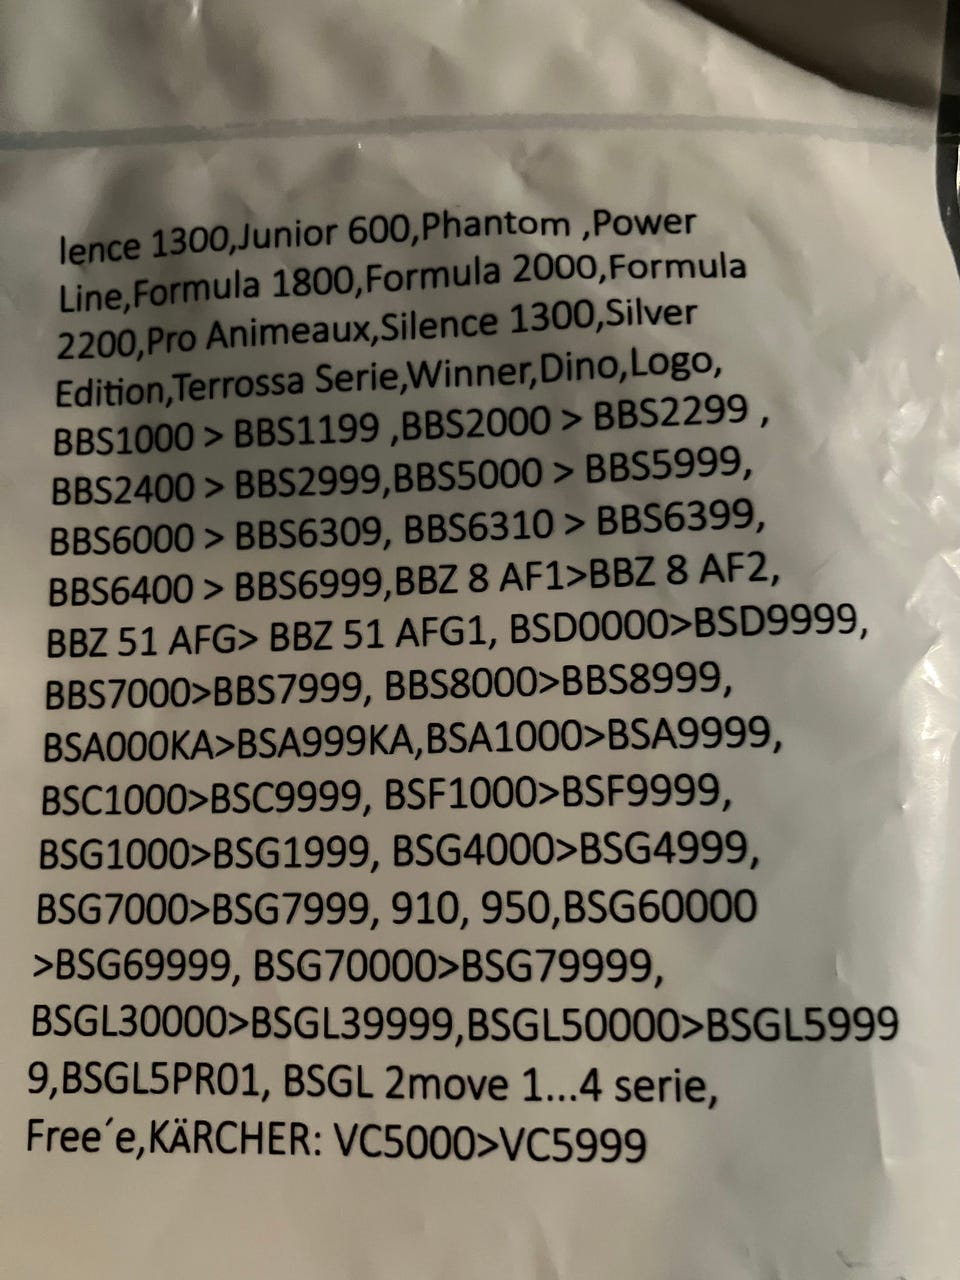 lence 1300,Junior 600,Phantom ,Power
Line,Formula 1800,Formula 2000,Formula
2200,Pro Animeaux,Silence 1300,Silver
Edition,Terrossa Serie,Winner,Dino,Logo,
BBS1000 > BBS1199 ,BBS2000 > BBS2299 ,
BBS2400 > BBS2999,BBS5000 > BBS5999,
BBS6000 > BBS6309, BBS6310 > BBS6399,
BBS6400 > BBS6999,BBZ 8 AF1>BBZ 8 AF2,
BBZ 51 AFG> BBZ 51 AFG1, BSD0000>BSD9999,
BBS7000>BBS7999, BBS8000>BBS8999,
BSA000KA>BSA999KA,BSA1000>BSA9999,
BSC1000>BSC9999, BSF1000>BSF9999,
BSG1000>BSG1999, BSG4000>BSG4999,
BSG7000>BSG7999, 910, 950,BSG60000
>BSG69999, BSG70000>BSG79999,
BSGL30000>BSGL39999,BSGL50000>BSGL5999
9,BSGL5PRO1, BSGL 2move 1...4 serie,
Free´e,KÄRCHER: VC5000>VC5999